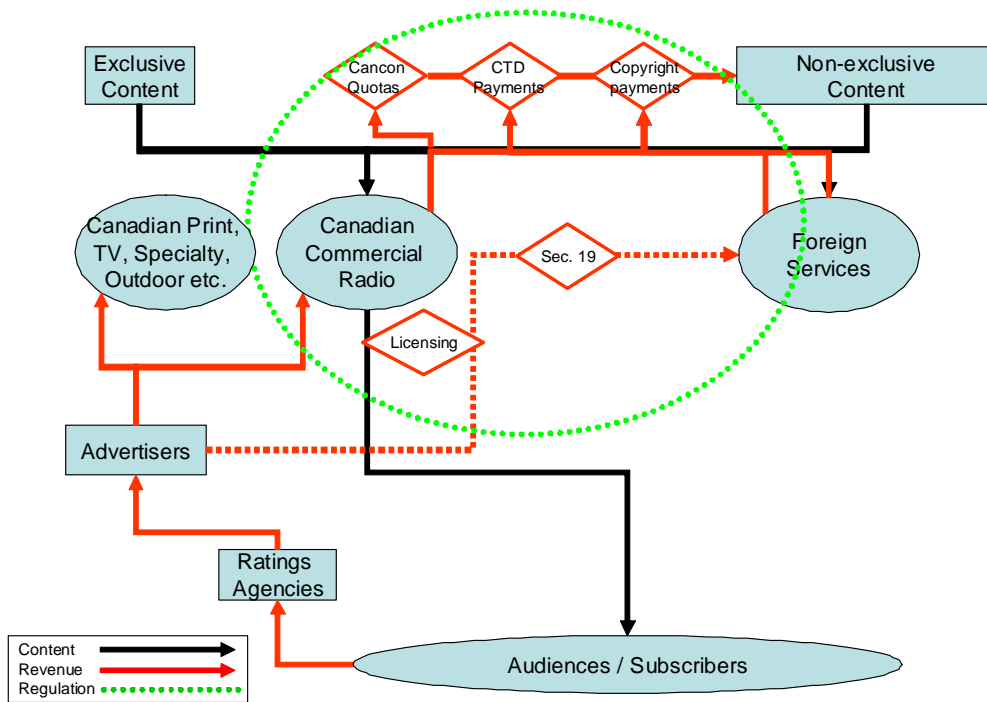 Exclusive
Content
Cancon
Quotas
CTD
Payments
Copyright
payments
Non-exclusive
Content
Canadian Print,
TV, Specialty,
Outdoor etc.
Canadian
Commercial
Radio
Sec. 19
Foreign
Services
Licensing
Advertisers
Ratings
Agencies
Audiences / Subscribers
Content
Revenue
Regulation